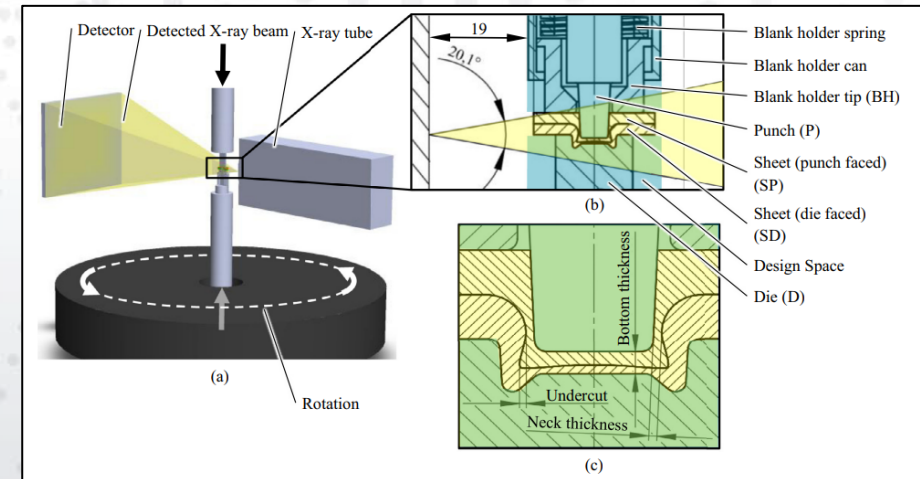 Detector
Detected X-ray beam
X-ray tube
(a)
Rotation
19
20,1°
(b)
Blank holder spring
Blank holder can
Blank holder tip (BH)
Punch (P)
Sheet (punch faced)
(SP)
Sheet (die faced)
(SD)
Design Space
Die (D)
Bottom thickness
Undercut
Neck thickness
(c)